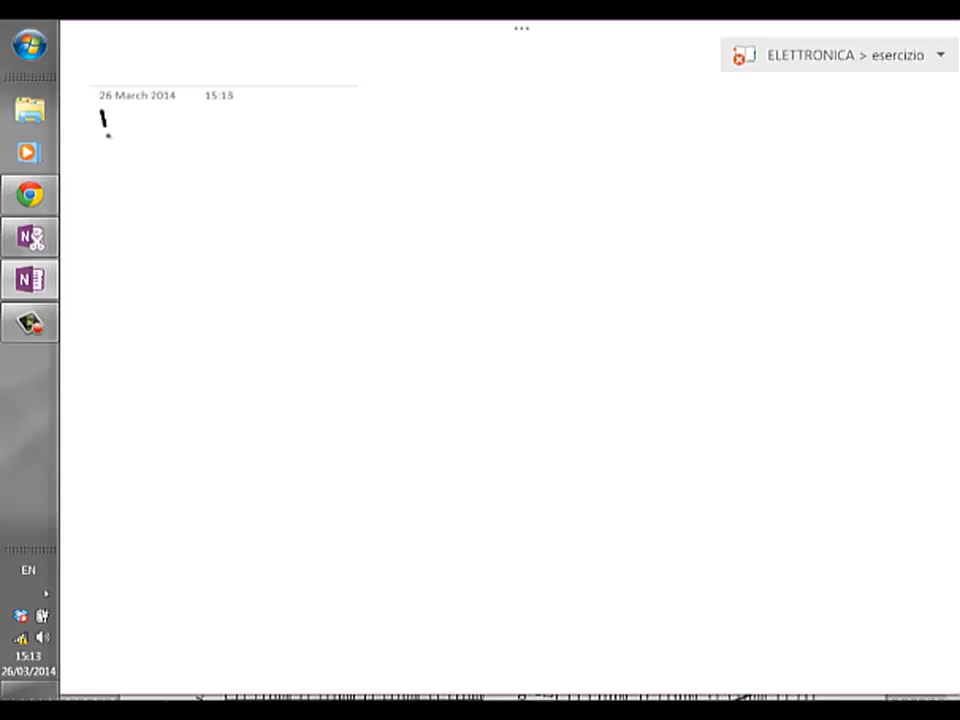 ...
ELETTRONICA > esercizio
26 March 2014 15:13
N
N
EN
15:13
26/03/2014